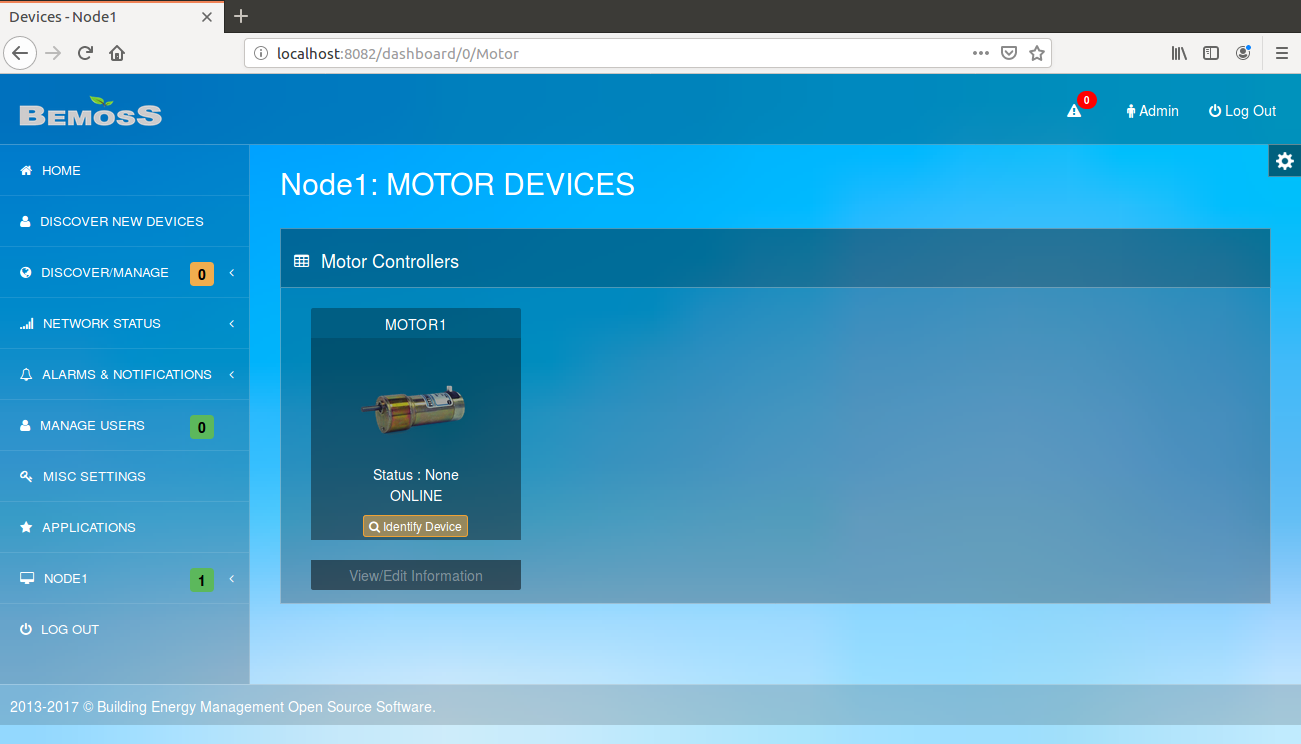 Devices - Node1
localhost:8082/dashboard/0/Motor
BEMOSS
0
Admin
Log Out
HOME
DISCOVER NEW DEVICES
DISCOVER/MANAGE 0
NETWORK STATUS
ALARMS & NOTIFICATIONS
MANAGE USERS 0
MISC SETTINGS
APPLICATIONS
NODE1 1
LOG OUT
Node1: MOTOR DEVICES
Motor Controllers
MOTOR1
Status : None
ONLINE
Identify Device
View/Edit Information
2013-2017 © Building Energy Management Open Source Software.